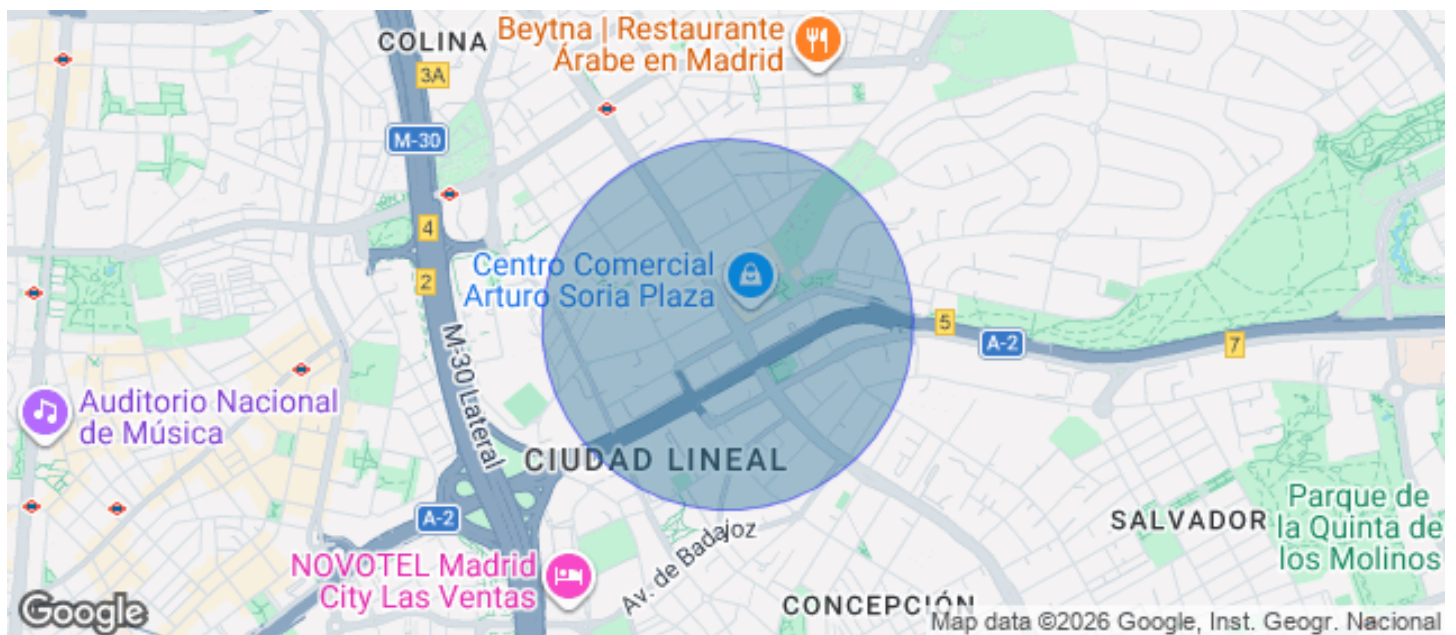 COLINA
Beytna | Restaurante
Árabe en Madrid
3A
M-30
4
2
Centro Comercial
Arturo Soria Plaza
5
A-2
7
M-30 Lateral
Auditorio Nacional
de Música
CIUDAD LINEAL
A-2
SALVADOR
Parque de
la Quinta de
los Molinos
NOVOTEL Madrid
City Las Ventas
Av. de Badajoz
CONCEPCIÓN
Google
Map data ©2026 Google, Inst. Geogr. Nacional